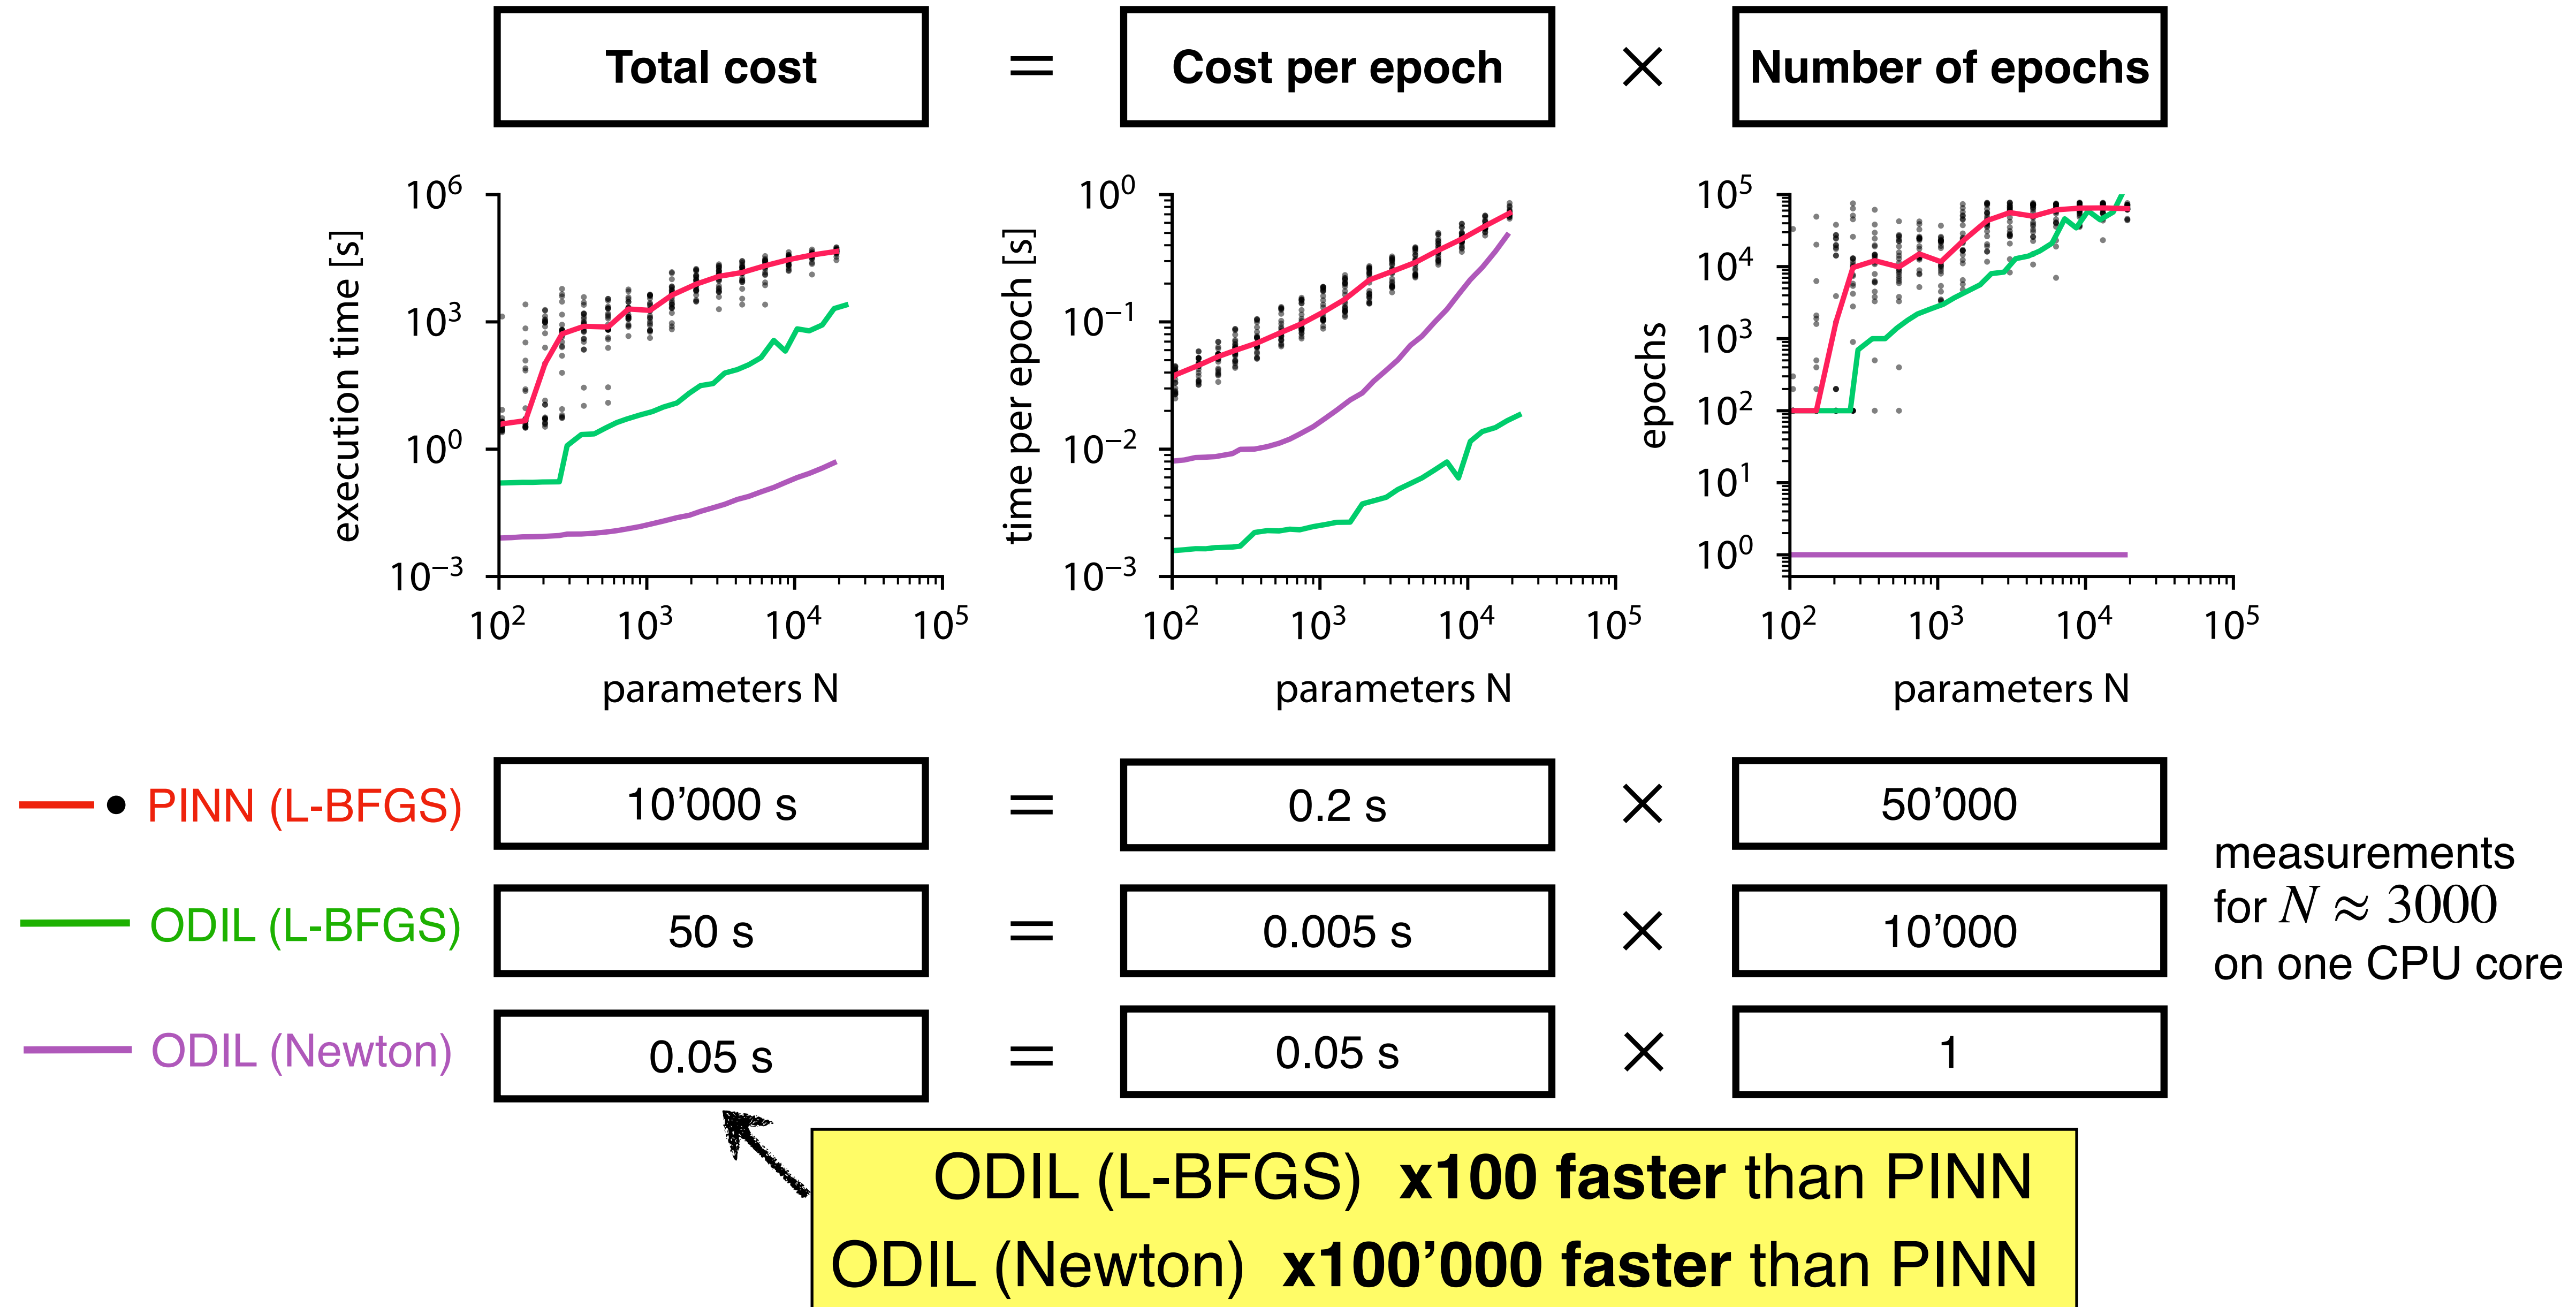 Total cost = Cost per epoch × Number of epochs
execution time [s]
10⁶
10³
10⁰
10⁻³
10² 10³ 10⁴ 10⁵
parameters N
time per epoch [s]
10⁰
10⁻¹
10⁻²
10⁻³
10² 10³ 10⁴ 10⁵
parameters N
epochs
10⁵
10⁴
10³
10²
10¹
10⁰
10² 10³ 10⁴ 10⁵
parameters N
PINN (L-BFGS) 10’000 s = 0.2 s × 50’000
ODIL (L-BFGS) 50 s = 0.005 s × 10’000
ODIL (Newton) 0.05 s = 0.05 s × 1
measurements
for N ≈ 3000
on one CPU core
ODIL (L-BFGS) x100 faster than PINN
ODIL (Newton) x100’000 faster than PINN